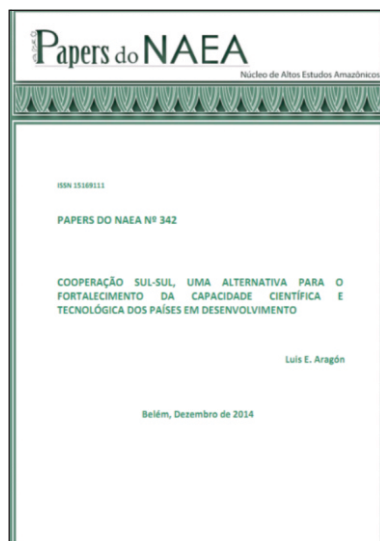 Papers do NAEA
Núcleo de Altos Estudos Amazônicos
ISSN 15169111
PAPERS DO NAEA Nº 342
COOPERAÇÃO SUL-SUL, UMA ALTERNATIVA PARA O
FORTALECIMENTO DA CAPACIDADE CIENTÍFICA E
TECNOLÓGICA DOS PAÍSES EM DESENVOLVIMENTO
Luis E. Aragón
Belém, Dezembro de 2014